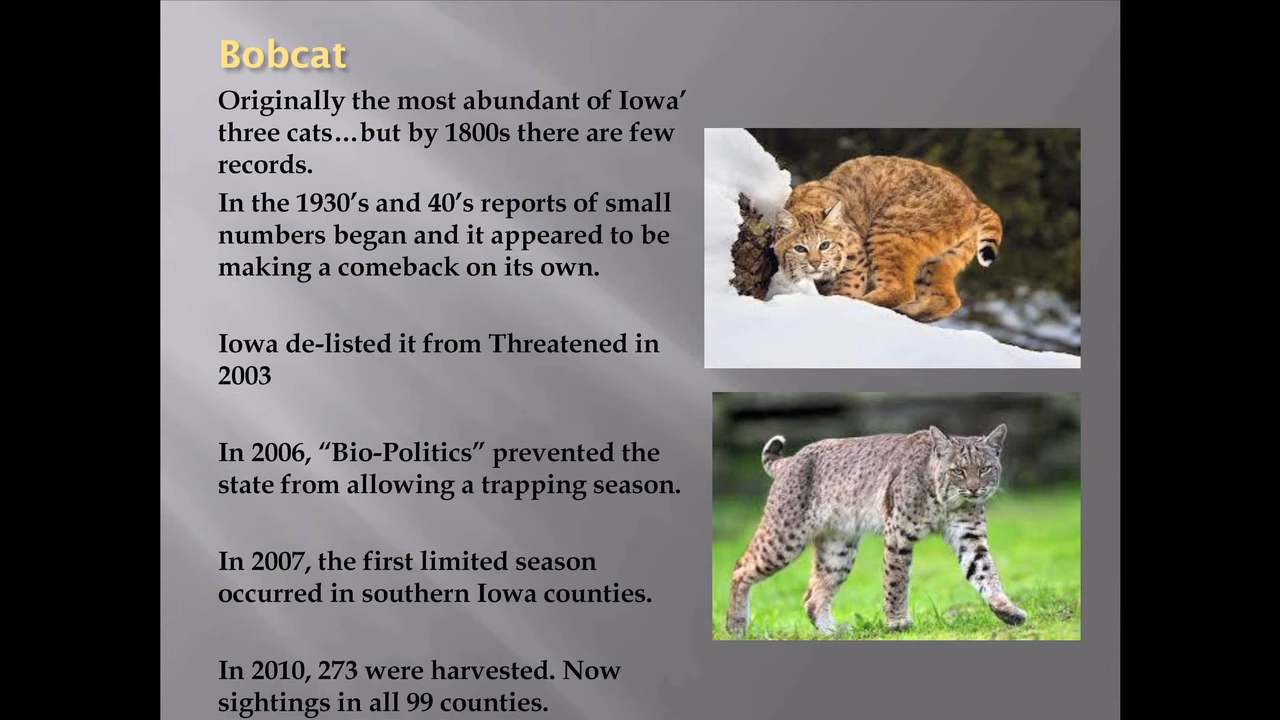 Bobcat
Originally the most abundant of Iowa’
three cats…but by 1800s there are few
records.
In the 1930’s and 40’s reports of small
numbers began and it appeared to be
making a comeback on its own.
Iowa de-listed it from Threatened in
2003
In 2006, “Bio-Politics” prevented the
state from allowing a trapping season.
In 2007, the first limited season
occurred in southern Iowa counties.
In 2010, 273 were harvested. Now
sightings in all 99 counties.